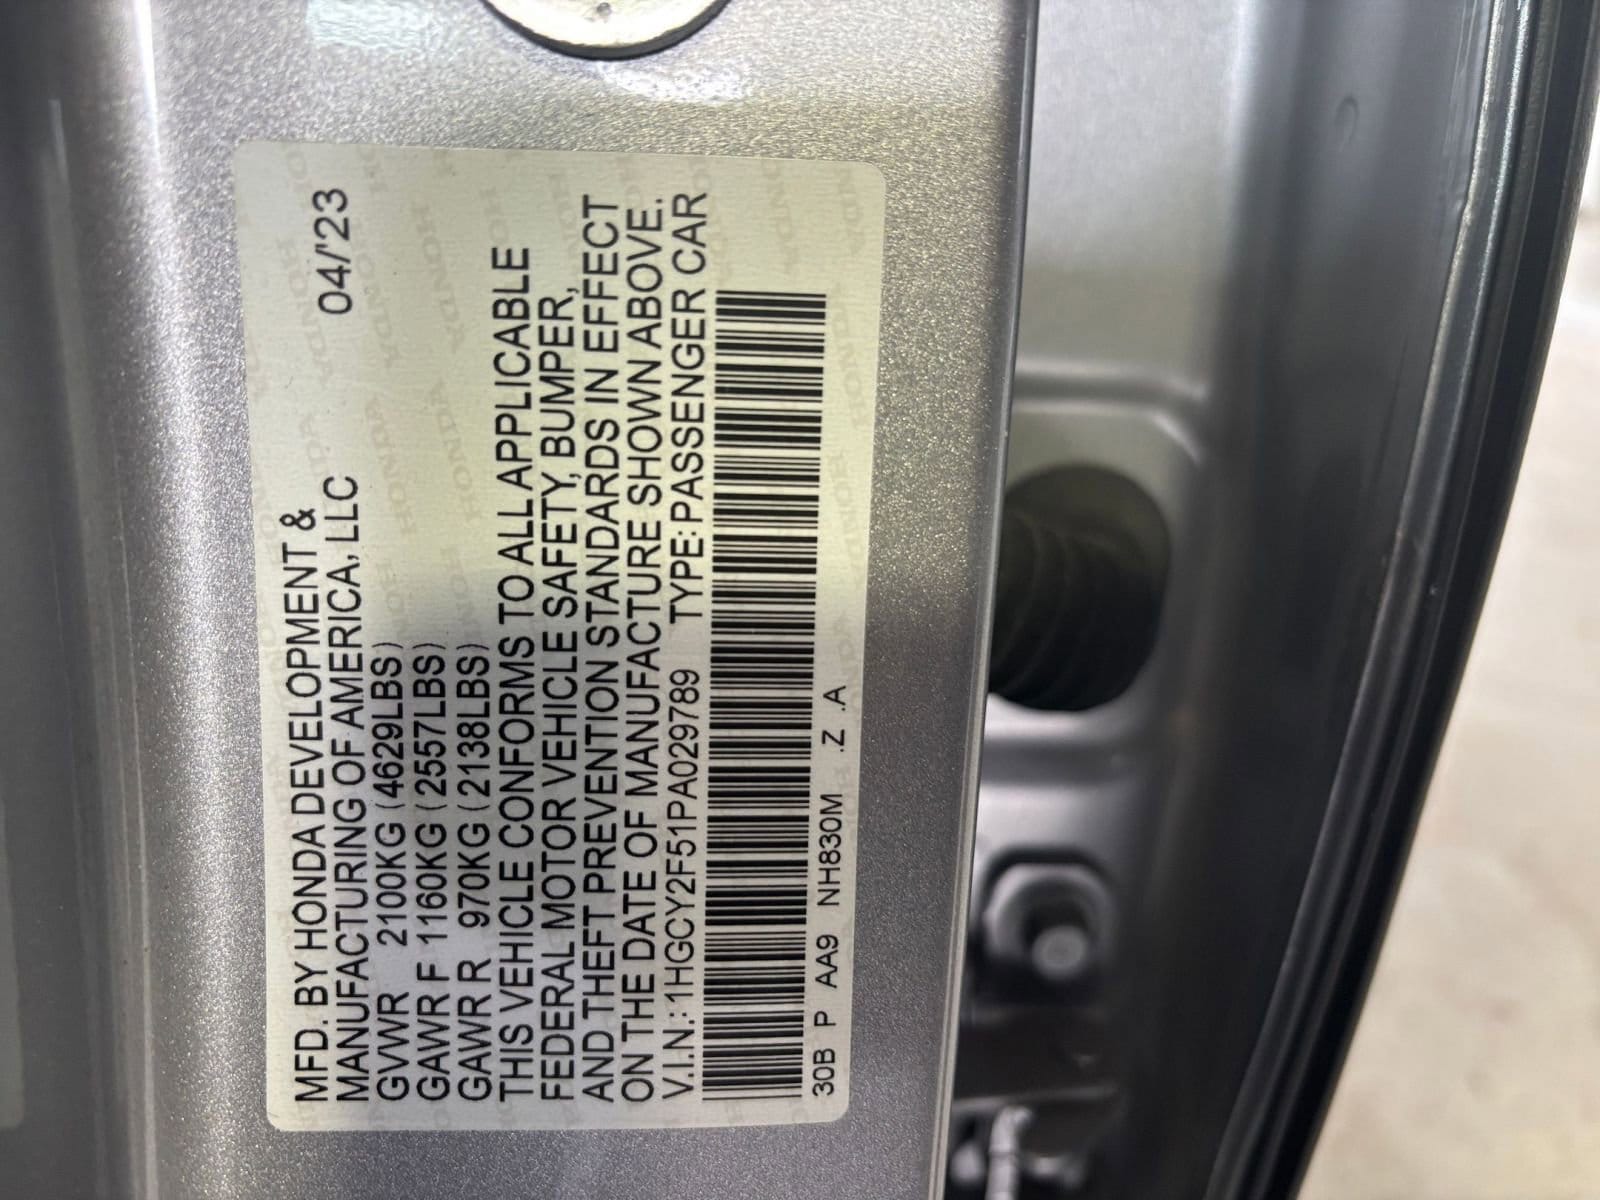 MFD. BY HONDA DEVELOPMENT &
MANUFACTURING OF AMERICA, LLC 04/'23
GVWR 2100KG (4629LBS)
GAWR F 1160KG (2557LBS)
GAWR R 970KG (2138LBS)
THIS VEHICLE CONFORMS TO ALL APPLICABLE
FEDERAL MOTOR VEHICLE SAFETY, BUMPER,
AND THEFT PREVENTION STANDARDS IN EFFECT
ON THE DATE OF MANUFACTURE SHOWN ABOVE.
V.I.N.: 1HGCY2F51PA029789 TYPE: PASSENGER CAR
30B P AA9 NH830M .Z .A